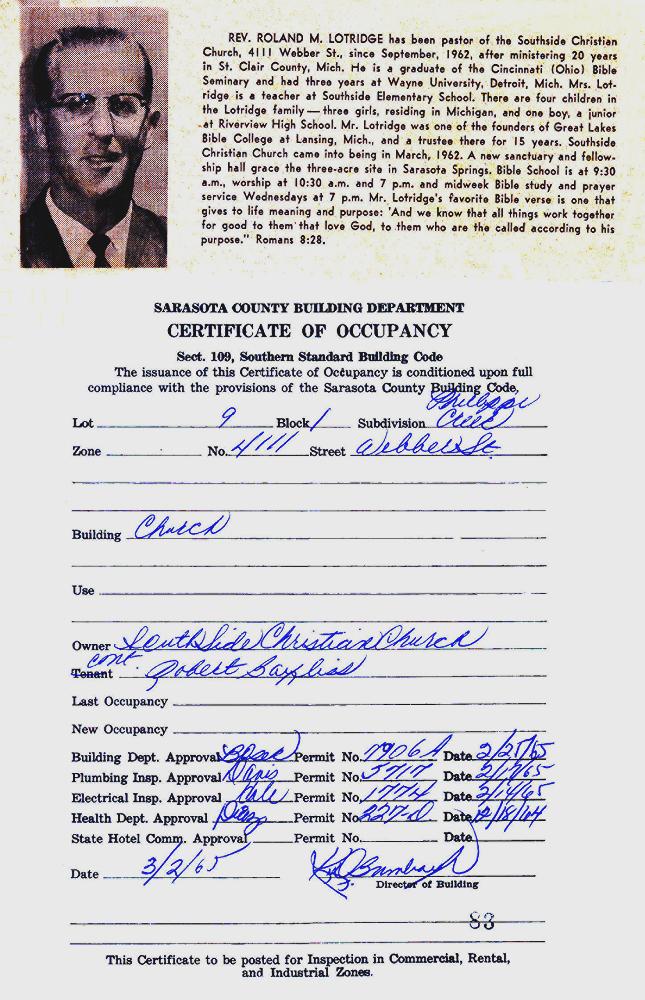 REV. ROLAND M. LOTRIDGE has been pastor of the Southside Christian
Church, 4111 Webber St., since September, 1962, after ministering 20 years
in St. Clair County, Mich. He is a graduate of the Cincinnati (Ohio) Bible
Seminary and had three years at Wayne University, Detroit, Mich. Mrs. Lot-
ridge is a teacher at Southside Elementary School. There are four children in
the Lotridge family — three girls, residing in Michigan, and one boy, a junior
at Riverview High School. Mr. Lotridge was one of the founders of Great Lakes
Bible College at Lansing, Mich., and a trustee there for 15 years. Southside
Christian Church came into being in March, 1962. A new sanctuary and fellow-
ship hall grace the three-acre site in Sarasota Springs. Bible School is at 9:30
a.m., worship at 10:30 a.m. and 7 p.m. and midweek Bible study and prayer
service Wednesdays at 7 p.m. Mr. Lotridge's favorite Bible verse is one that
gives to life meaning and purpose: 'And we know that all things work together
for good to them that love God, to them who are the called according to his
purpose." Romans 8:28.
SARASOTA COUNTY BUILDING DEPARTMENT
CERTIFICATE OF OCCUPANCY
Sect. 109, Southern Standard Building Code
The issuance of this Certificate of Occupancy is conditioned upon full
compliance with the provisions of the Sarasota County Building Code.
Lot 9 Block 1 Subdivision Phillippi Creek
Zone No. 4111 Street Webber St
Building Church
Use
Owner SouthSide Christian Church
cont.
Tenant Robert Bayliss
Last Occupancy
New Occupancy
Building Dept. Approval Permit No. 7906A Date 2/25/65
Plumbing Insp. Approval Davis Permit No. 5717 Date 2/17/65
Electrical Insp. Approval Permit No. 1774 Date 2/14/65
Health Dept. Approval Permit No. 227-D Date
State Hotel Comm. Approval Permit No. Date
Date 3/2/65
Director of Building
83
This Certificate to be posted for Inspection in Commercial, Rental,
and Industrial Zones.